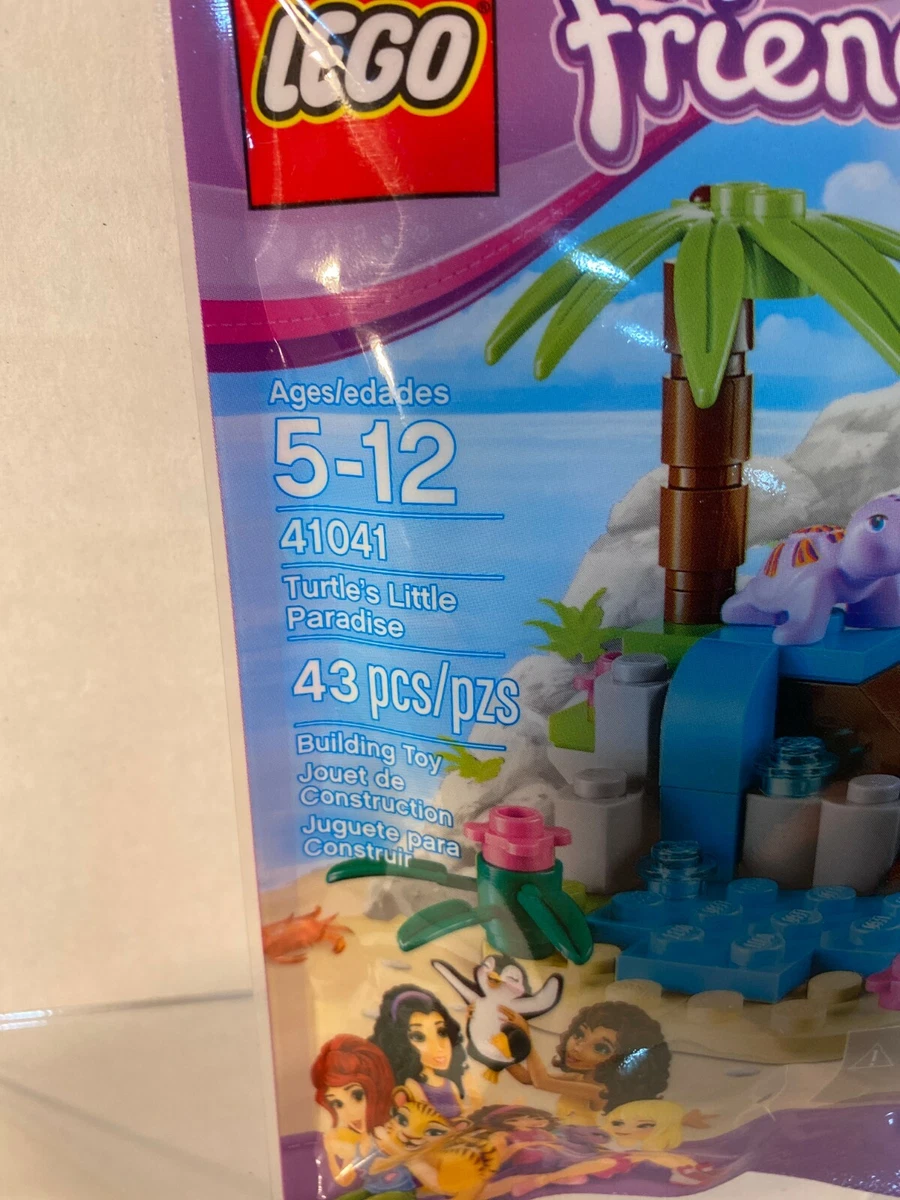 LEGO
friend
Ages/edades
5-12
41041
Turtle's Little
Paradise
43 pcs/pzs
Building Toy
Jouet de
Construction
Juguete para
Construir